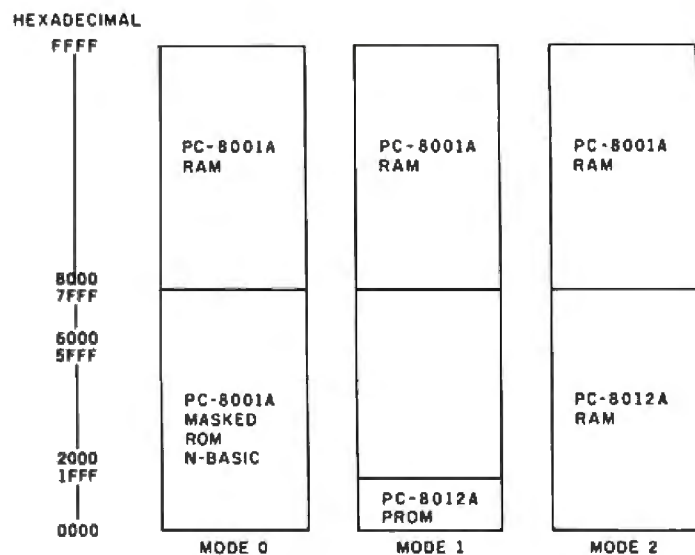 HEXADECIMAL
FFFF
8000
7FFF
6000
5FFF
2000
1FFF
0000
PC-8001A
RAM
PC-8001A
MASKED
ROM
N-BASIC
MODE 0
PC-8001A
RAM
PC-8012A
PROM
MODE 1
PC-8001A
RAM
PC-8012A
RAM
MODE 2